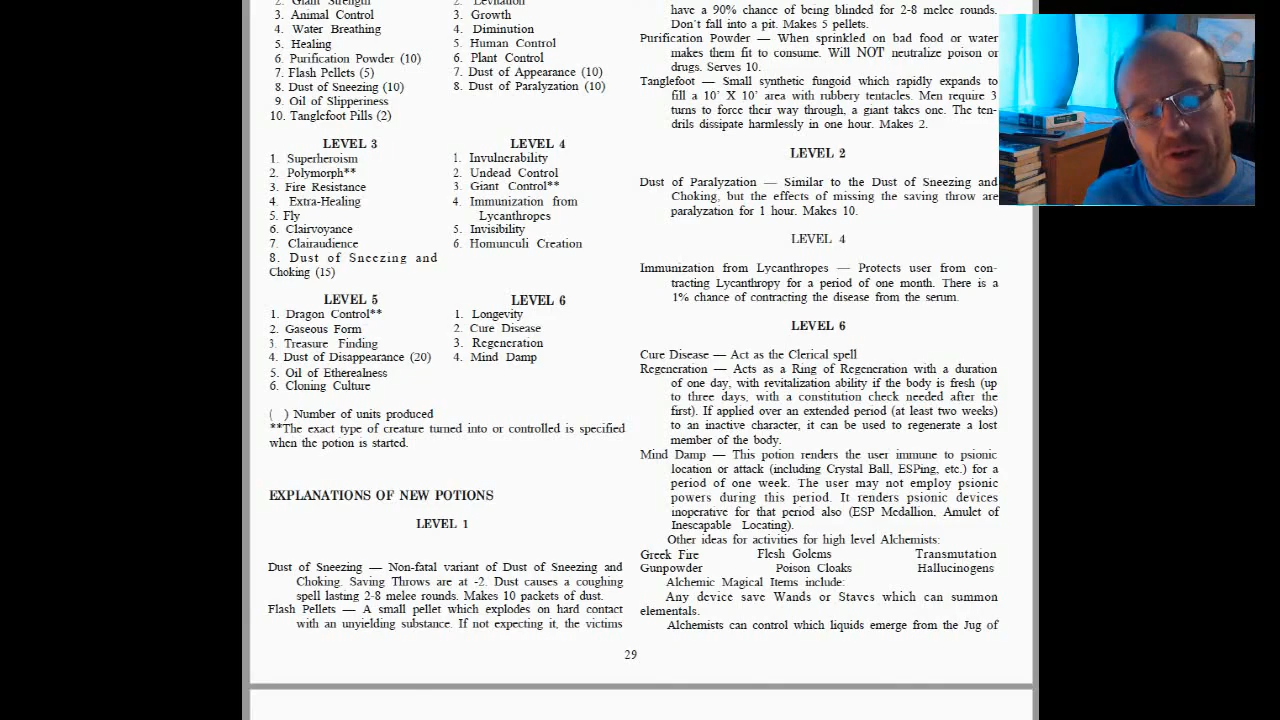 2. Giant Strength
3. Animal Control
4. Water Breathing
5. Healing
6. Purification Powder (10)
7. Flash Pellets (5)
8. Dust of Sneezing (10)
9. Oil of Slipperiness
10. Tanglefoot Pills (2)
2. Levitation
3. Growth
4. Diminution
5. Human Control
6. Plant Control
7. Dust of Appearance (10)
8. Dust of Paralyzation (10)
LEVEL 3
1. Superheroism
2. Polymorph**
3. Fire Resistance
4. Extra-Healing
5. Fly
6. Clairvoyance
7. Clairaudience
8. Dust of Sneezing and
Choking (15)
LEVEL 4
1. Invulnerability
2. Undead Control
3. Giant Control**
4. Immunization from
Lycanthropes
5. Invisibility
6. Homunculi Creation
LEVEL 5
1. Dragon Control**
2. Gaseous Form
3. Treasure Finding
4. Dust of Disappearance (20)
5. Oil of Etherealness
6. Cloning Culture
LEVEL 6
1. Longevity
2. Cure Disease
3. Regeneration
4. Mind Damp
( ) Number of units produced
**The exact type of creature turned into or controlled is specified
when the potion is started.
EXPLANATIONS OF NEW POTIONS
LEVEL 1
Dust of Sneezing — Non-fatal variant of Dust of Sneezing and
Choking. Saving Throws are at -2. Dust causes a coughing
spell lasting 2-8 melee rounds. Makes 10 packets of dust.
Flash Pellets — A small pellet which explodes on hard contact
with an unyielding substance. If not expecting it, the victims
have a 90% chance of being blinded for 2-8 melee rounds.
Don't fall into a pit. Makes 5 pellets.
Purification Powder — When sprinkled on bad food or water
makes them fit to consume. Will NOT neutralize poison or
drugs. Serves 10.
Tanglefoot — Small synthetic fungoid which rapidly expands to
fill a 10' X 10' area with rubbery tentacles. Men require 3
turns to force their way through, a giant takes one. The ten-
drils dissipate harmlessly in one hour. Makes 2.
LEVEL 2
Dust of Paralyzation — Similar to the Dust of Sneezing and
Choking, but the effects of missing the saving throw are
paralyzation for 1 hour. Makes 10.
LEVEL 4
Immunization from Lycanthropes — Protects user from con-
tracting Lycanthropy for a period of one month. There is a
1% chance of contracting the disease from the serum.
LEVEL 6
Cure Disease — Act as the Clerical spell
Regeneration — Acts as a Ring of Regeneration with a duration
of one day, with revitalization ability if the body is fresh (up
to three days, with a constitution check needed after the
first). If applied over an extended period (at least two weeks)
to an inactive character, it can be used to regenerate a lost
member of the body.
Mind Damp — This potion renders the user immune to psionic
location or attack (including Crystal Ball, ESPing, etc.) for a
period of one week. The user may not employ psionic
powers during this period. It renders psionic devices
inoperative for that period also (ESP Medallion, Amulet of
Inescapable Locating).
Other ideas for activities for high level Alchemists:
Greek Fire Flesh Golems Transmutation
Gunpowder Poison Cloaks Hallucinogens
Alchemic Magical Items include:
Any device save Wands or Staves which can summon
elementals.
Alchemists can control which liquids emerge from the Jug of
29